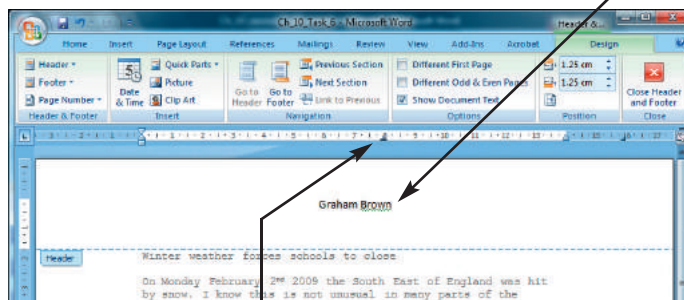 Ch_10_Task_6 - Microsoft Word
Header &...
Home Insert Page Layout References Mailings Review View Add-Ins Acrobat Design
Header
Footer
Page Number
Header & Footer
Date & Time
Quick Parts
Picture
Clip Art
Insert
Go to Header
Go to Footer
Previous Section
Next Section
Link to Previous
Navigation
Different First Page
Different Odd & Even Pages
Show Document Text
Options
1.25 cm
1.25 cm
Position
Close Header and Footer
Close
Graham Brown
Header
Winter weather forces schools to close
On Monday February 2nd 2009 the South East of England was hit
by snow. I know this is not unusual in many parts of the